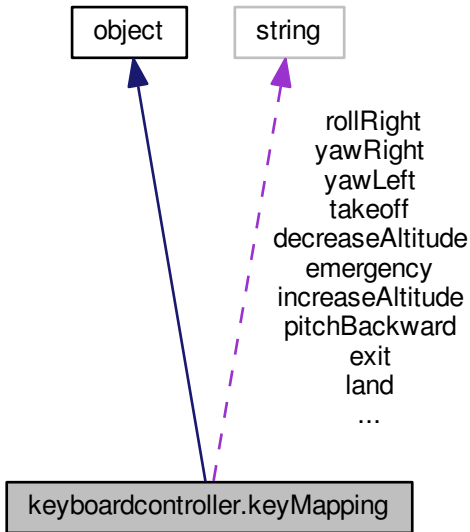 object
string
rollRight
yawRight
yawLeft
takeoff
decreaseAltitude
emergency
increaseAltitude
pitchBackward
exit
land
...
keyboardcontroller.keyMapping